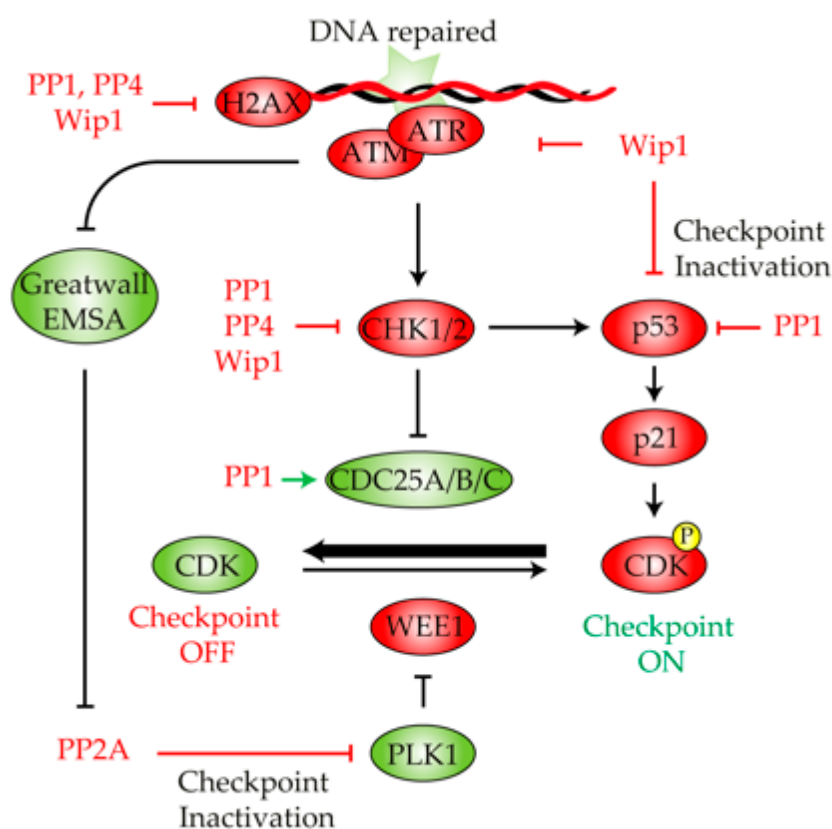 DNA repaired
PP1, PP4
Wip1
H2AX
ATM
ATR
Wip1
Checkpoint
Inactivation
Greatwall
EMSA
PP1
PP4
Wip1
CHK1/2
p53
PP1
p21
PP1
CDC25A/B/C
CDK
P
CDK
Checkpoint
OFF
WEE1
Checkpoint
ON
PP2A
PLK1
Checkpoint
Inactivation